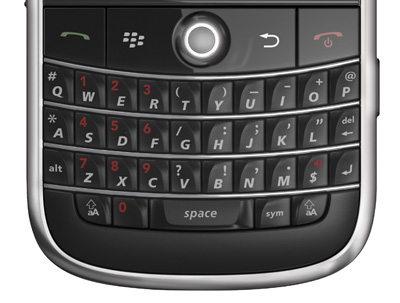 # Q 1 W 2 E 3 R ( T ) Y _ U - I + O @ P
* A 4 S 5 D 6 F / G : H ; J ' K " L del
alt 7 Z 8 X 9 C ? V ! B , N . M $
aA 0 space sym aA